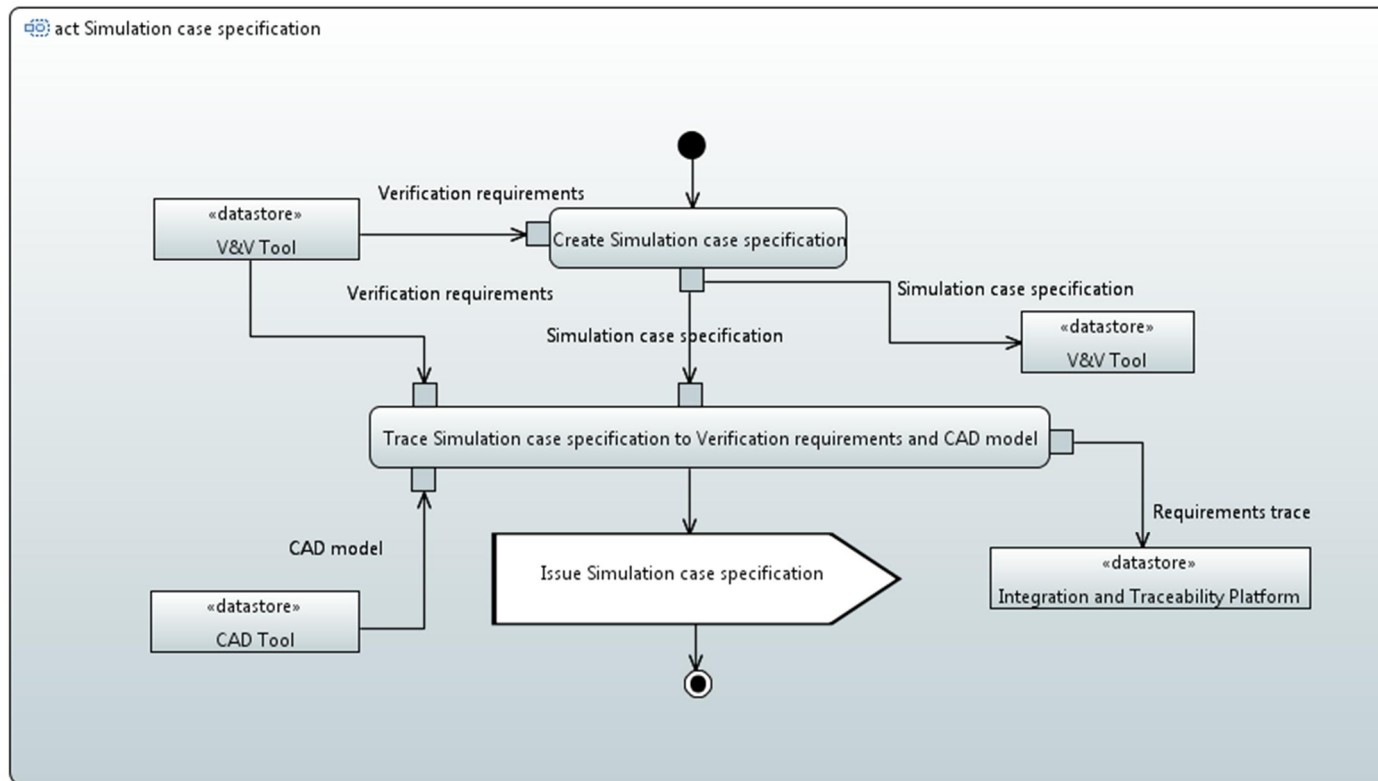 act Simulation case specification
Verification requirements
«datastore»
V&V Tool
Create Simulation case specification
Verification requirements
Simulation case specification
Simulation case specification
«datastore»
V&V Tool
Trace Simulation case specification to Verification requirements and CAD model
Requirements trace
CAD model
Issue Simulation case specification
«datastore»
Integration and Traceability Platform
«datastore»
CAD Tool